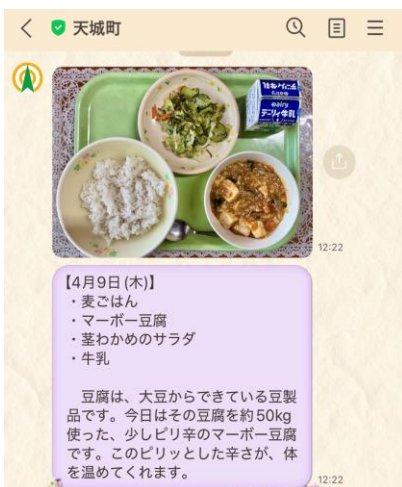 天城町
dairy
デーリィ牛乳
12:22
【4月9日(木)】
・麦ごはん
・マーボー豆腐
・茎わかめのサラダ
・牛乳
豆腐は、大豆からできている豆製
品です。今日はその豆腐を約50kg
使った、少しピリ辛のマーボー豆腐
です。このピリッとした辛さが、体
を温めてくれます。
12:22